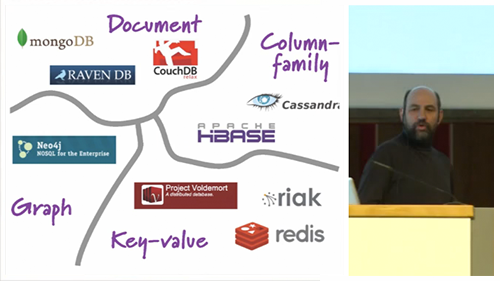 Document
mongoDB
RAVEN DB
CouchDB
relax
Column-
family
Cassandra
APACHE
HBASE
Neo4j
NOSQL for the Enterprise
Graph
Project Voldemort
A distributed database.
riak
redis
Key-value